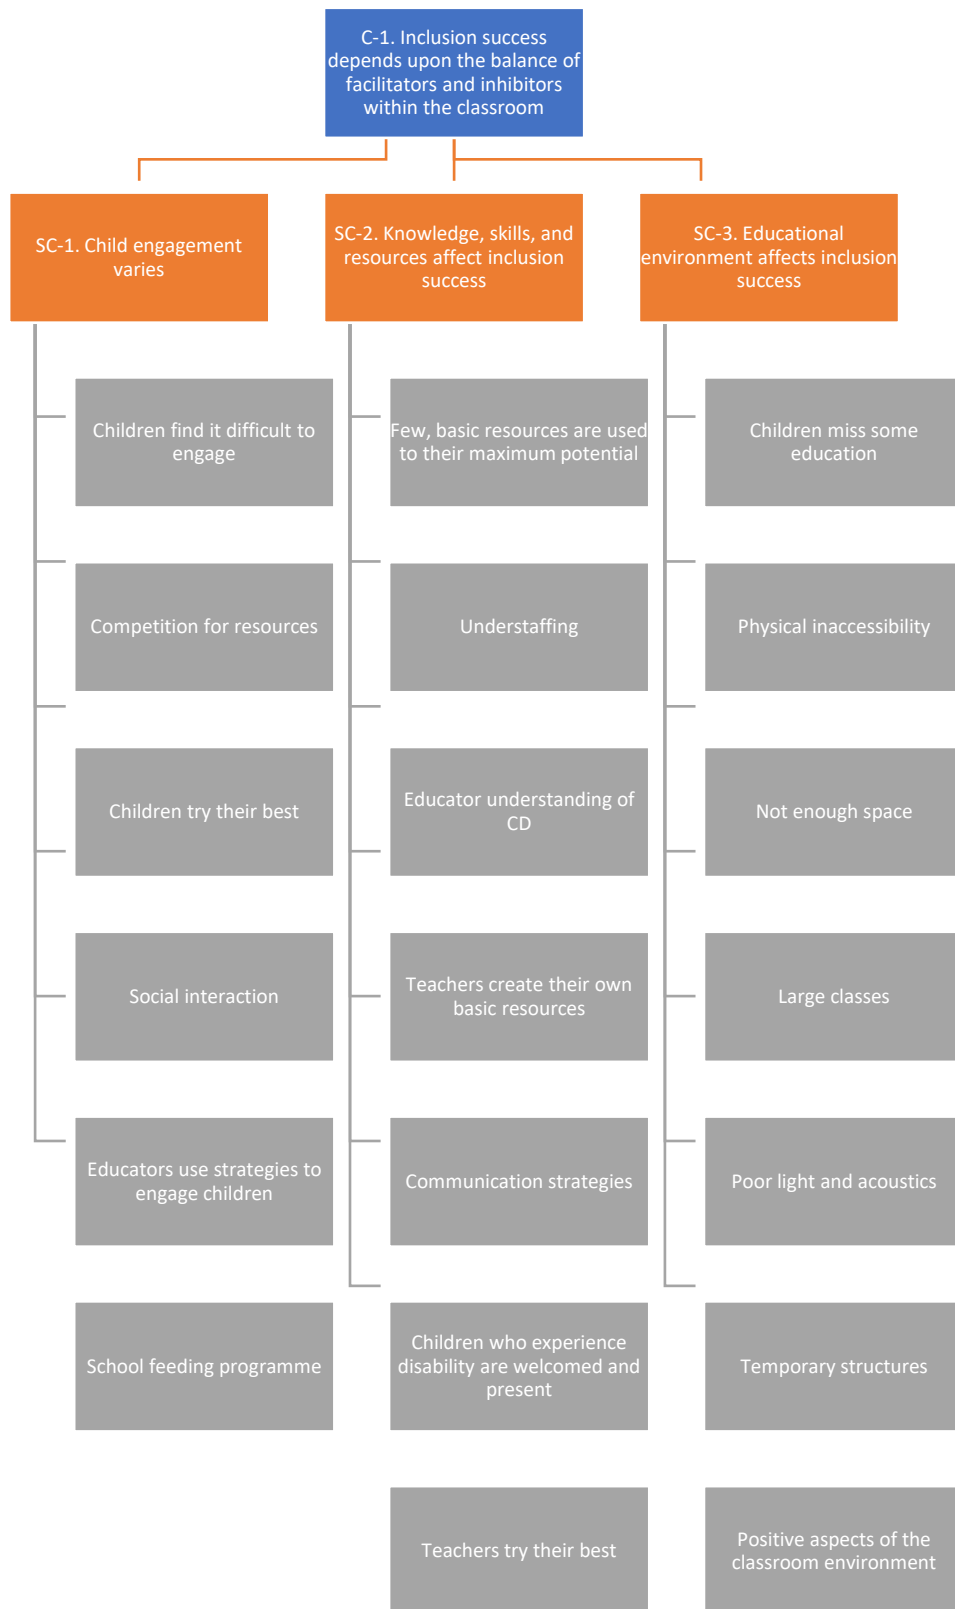 C-1. Inclusion success
depends upon the balance of
facilitators and inhibitors
within the classroom
SC-1. Child engagement
varies
SC-2. Knowledge, skills, and
resources affect inclusion
success
SC-3. Educational
environment affects inclusion
success
Children find it difficult to
engage
Few, basic resources are used
to their maximum potential
Children miss some
education
Competition for resources
Understaffing
Physical inaccessibility
Children try their best
Educator understanding of
CD
Not enough space
Social interaction
Teachers create their own
basic resources
Large classes
Educators use strategies to
engage children
Communication strategies
Poor light and acoustics
School feeding programme
Children who experience
disability are welcomed and
present
Temporary structures
Teachers try their best
Positive aspects of the
classroom environment